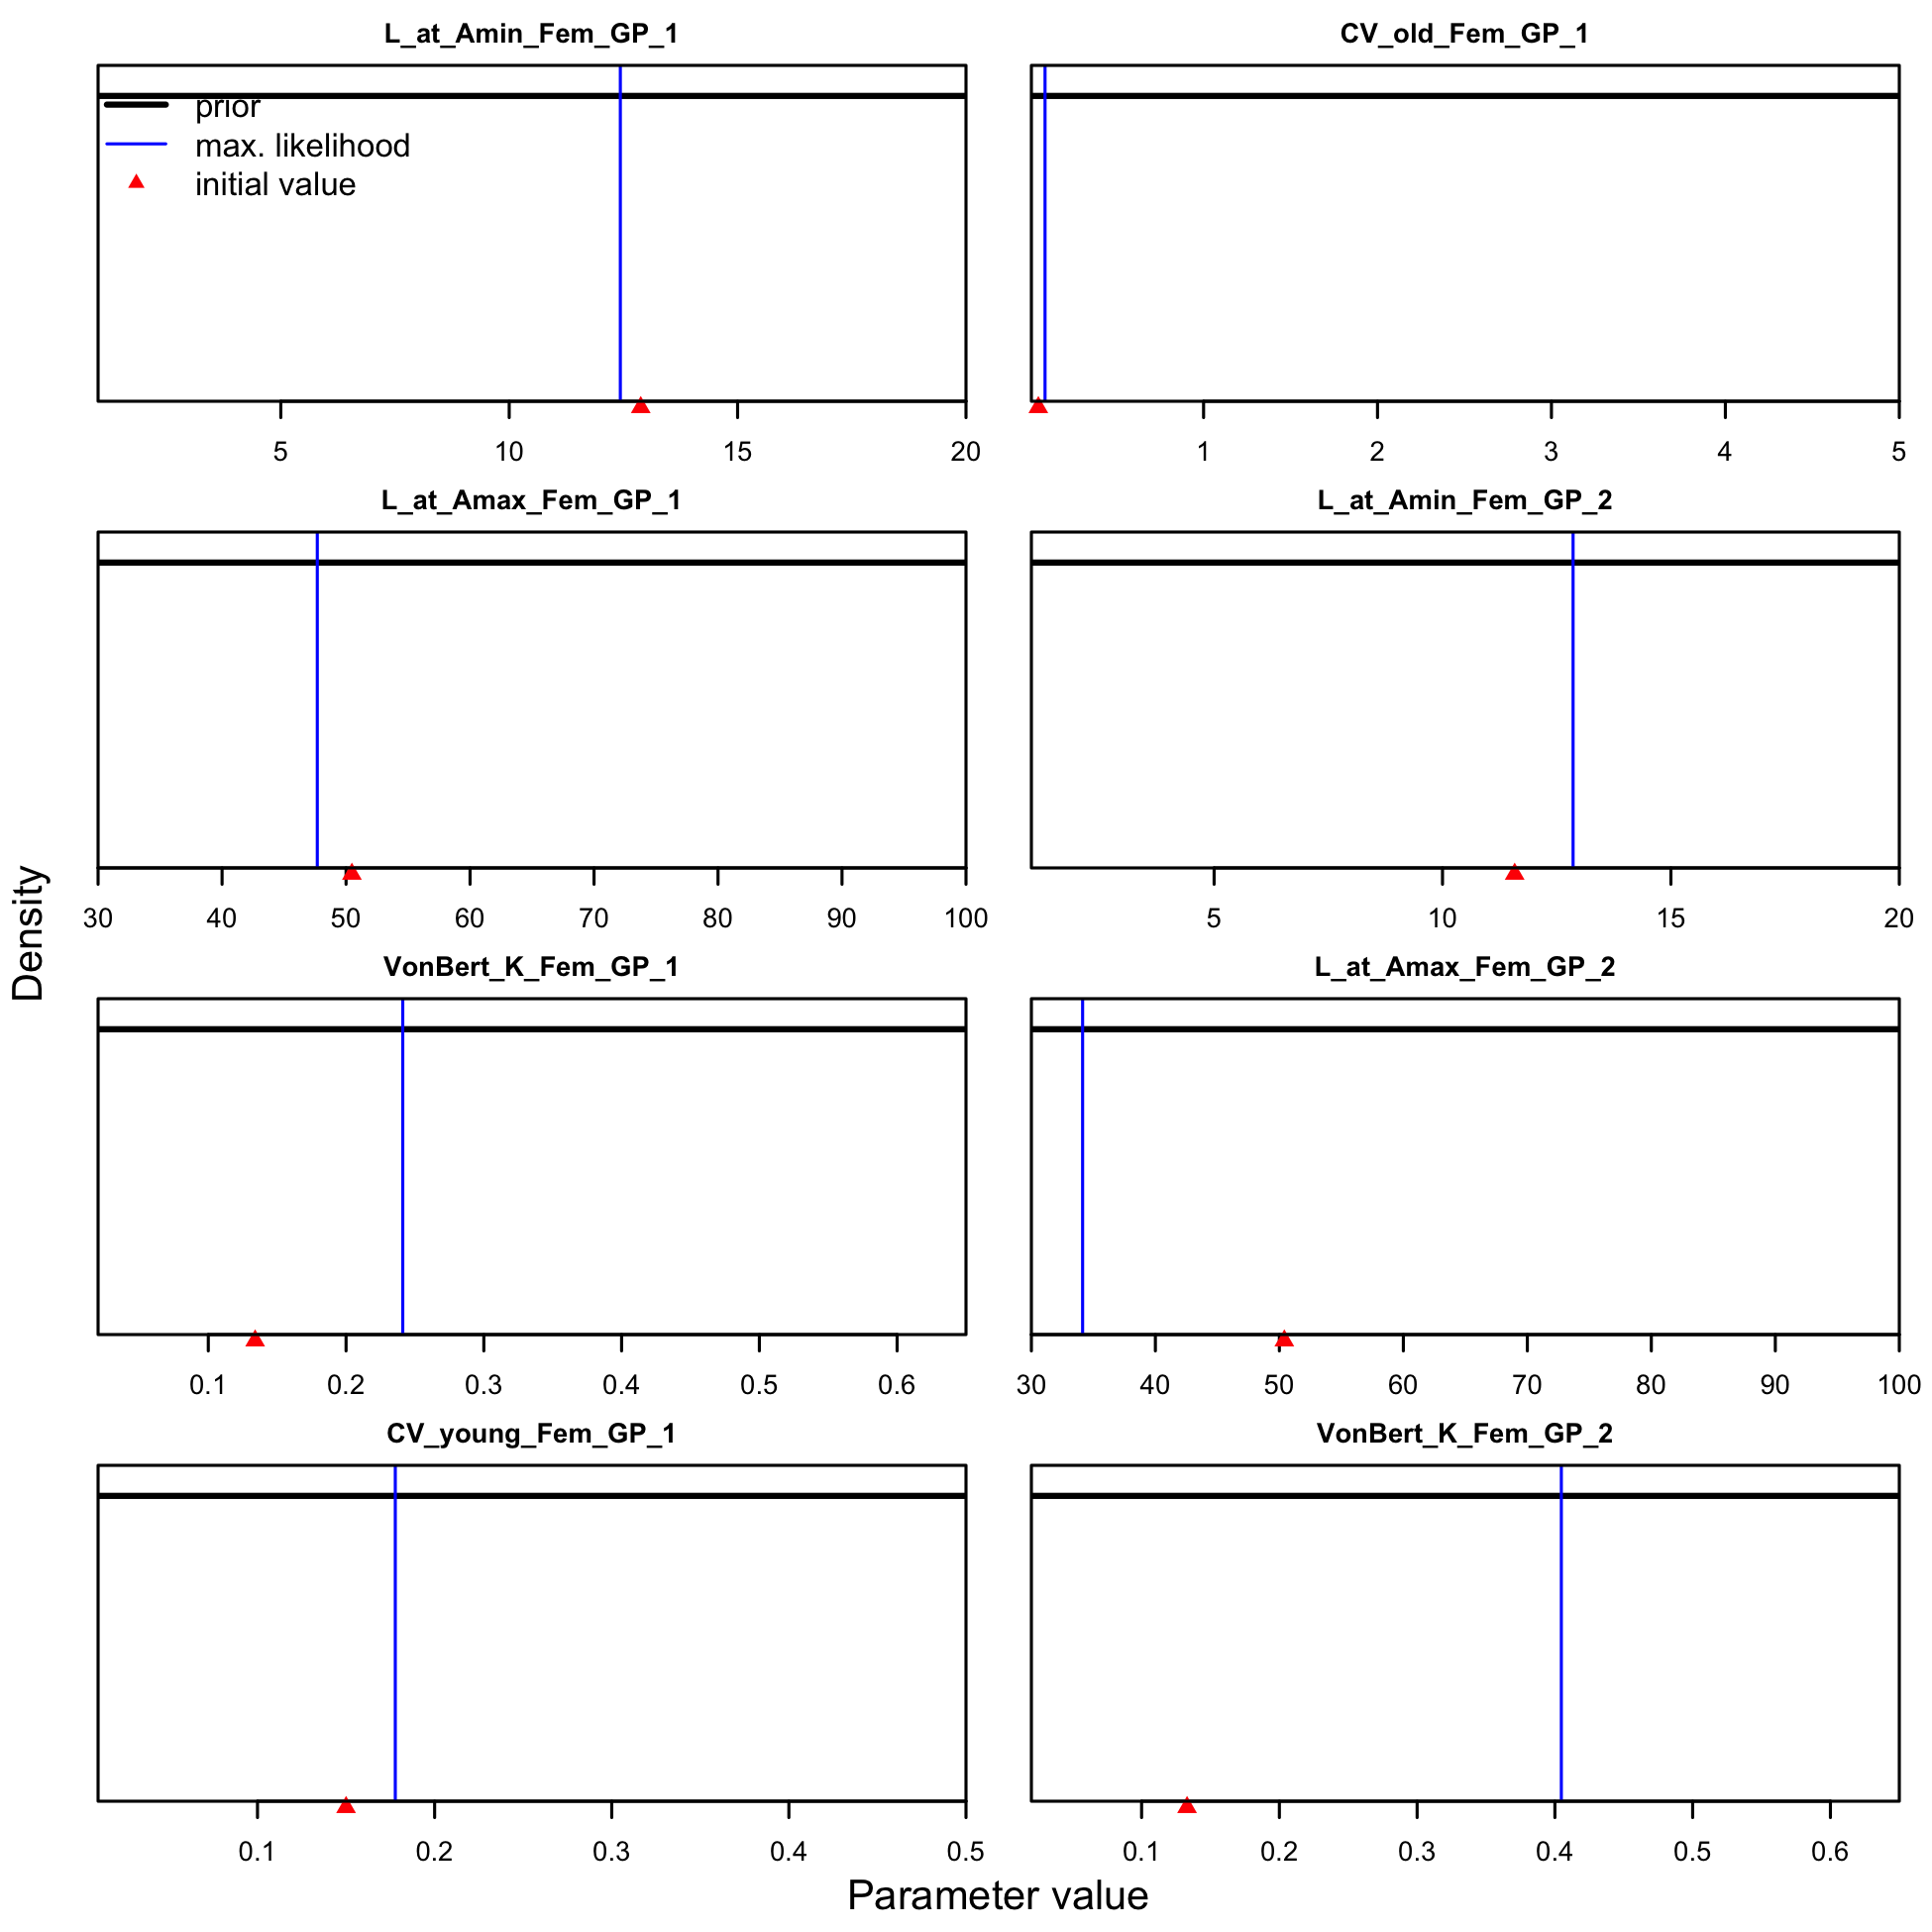 L_at_Amin_Fem_GP_1
prior
max. likelihood
initial value
5 10 15 20
CV_old_Fem_GP_1
1 2 3 4 5
L_at_Amax_Fem_GP_1
30 40 50 60 70 80 90 100
L_at_Amin_Fem_GP_2
5 10 15 20
Density
VonBert_K_Fem_GP_1
0.1 0.2 0.3 0.4 0.5 0.6
L_at_Amax_Fem_GP_2
30 40 50 60 70 80 90 100
CV_young_Fem_GP_1
0.1 0.2 0.3 0.4 0.5
VonBert_K_Fem_GP_2
0.1 0.2 0.3 0.4 0.5 0.6
Parameter value